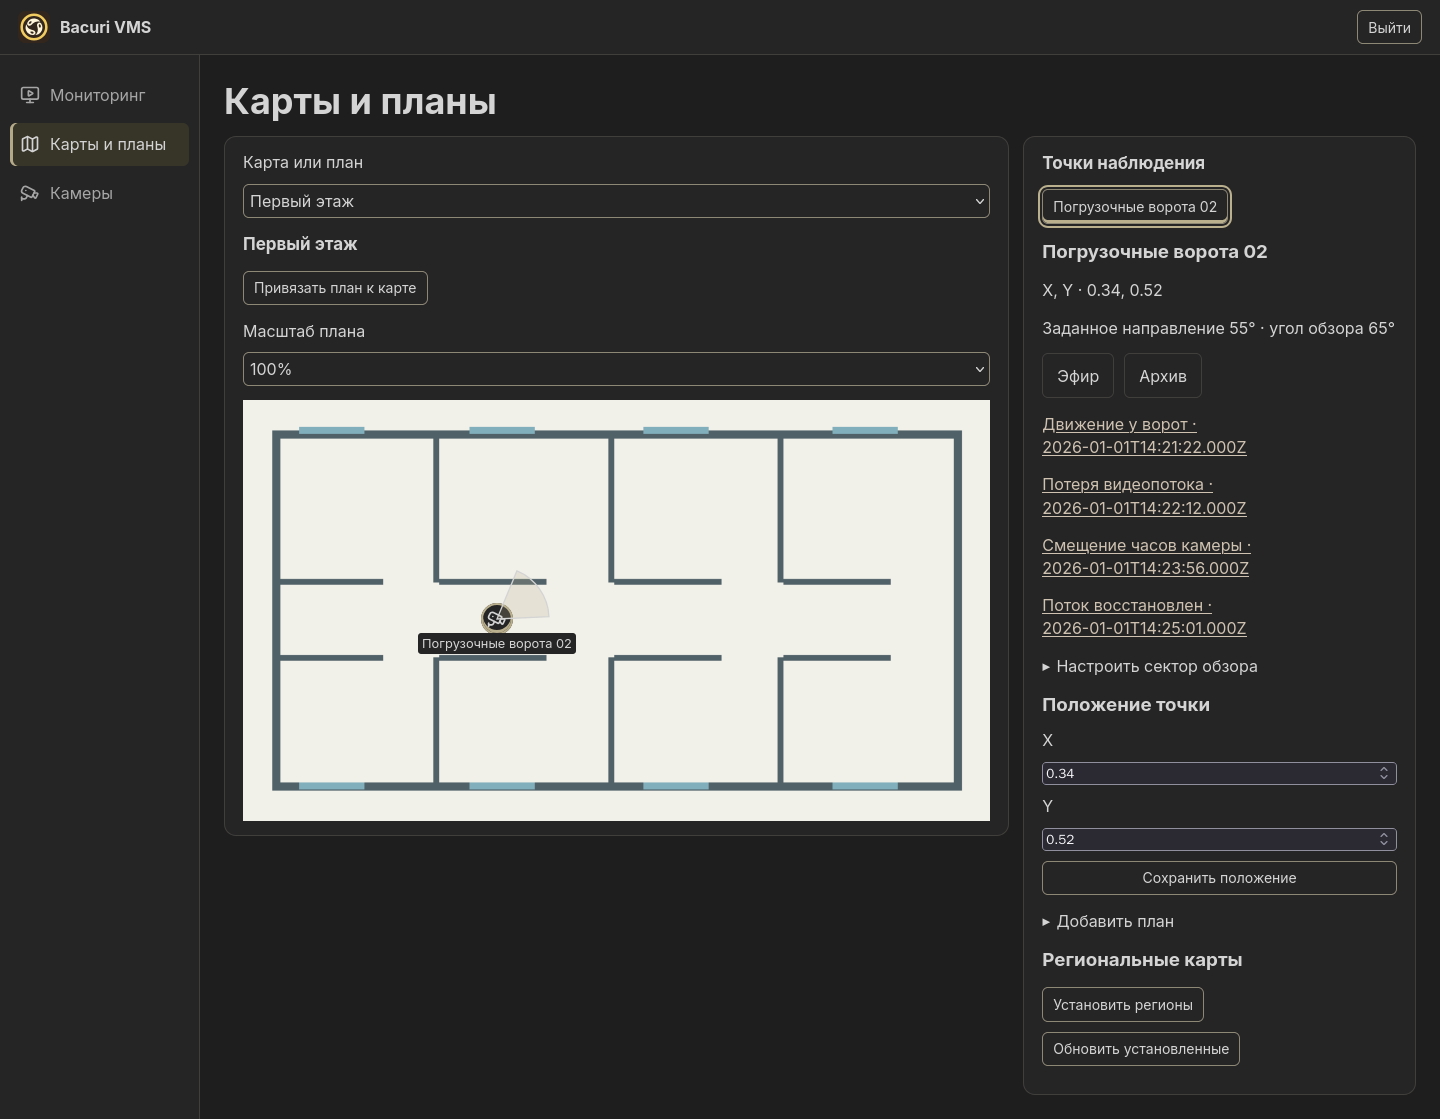 Bacuri VMS
Выйти
Мониторинг
Карты и планы
Камеры
Карты и планы
Карта или план
Первый этаж
Первый этаж
Привязать план к карте
Масштаб плана
100%
Погрузочные ворота 02
Точки наблюдения
Погрузочные ворота 02
Погрузочные ворота 02
X, Y · 0.34, 0.52
Заданное направление 55° · угол обзора 65°
Эфир
Архив
Движение у ворот ·
2026-01-01T14:21:22.000Z
Потеря видеопотока ·
2026-01-01T14:22:12.000Z
Смещение часов камеры ·
2026-01-01T14:23:56.000Z
Поток восстановлен ·
2026-01-01T14:25:01.000Z
Настроить сектор обзора
Положение точки
X
0.34
Y
0.52
Сохранить положение
Добавить план
Региональные карты
Установить регионы
Обновить установленные